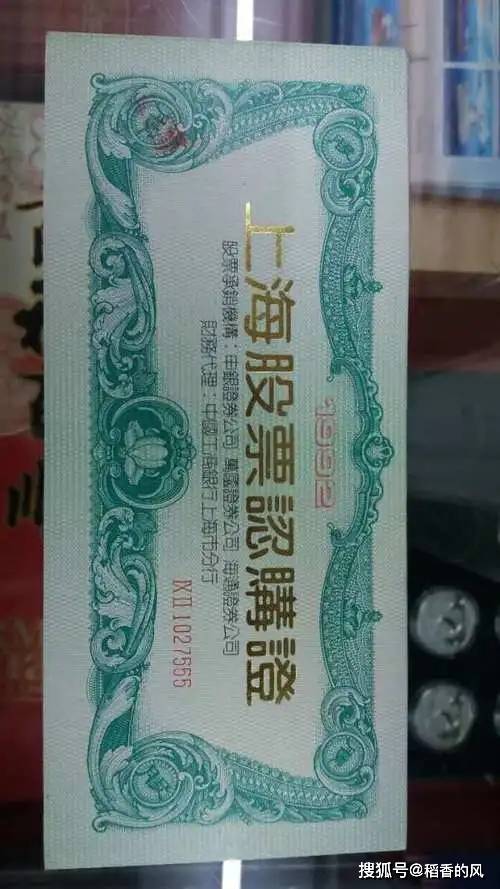 1992
上海股票認購證
股票承銷機構：申銀證券公司 萬國證券公司 海通證券公司
財務代理：中國工商銀行上海市分行
IXII 1027555
搜狐号@稻香的风